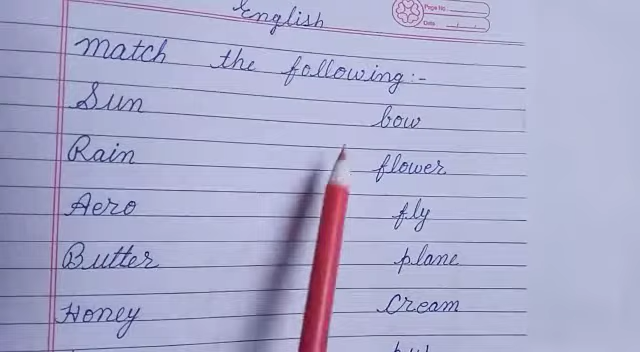 English
Page No.
Date
Match the following:-
Sun bow
Rain flower
Aero fly
Butter plane
Honey Cream